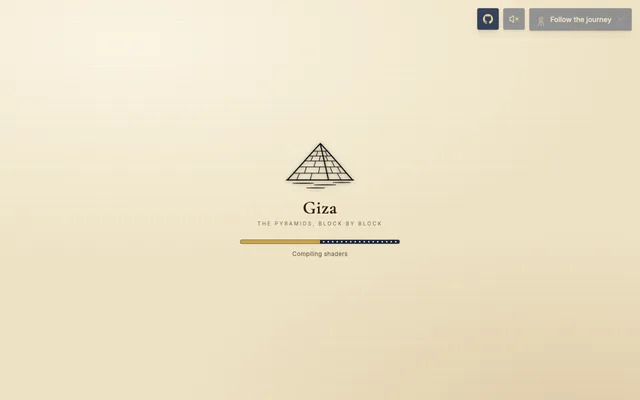 Follow the journey
Giza
THE PYRAMIDS, BLOCK BY BLOCK
Compiling shaders